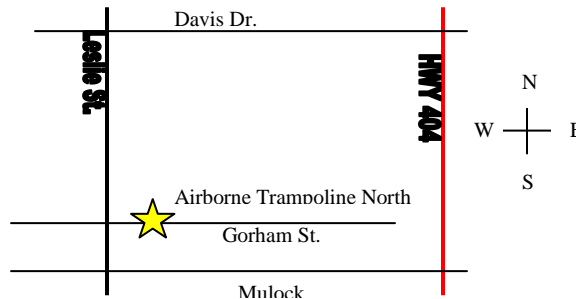 Davis Dr.
Leslie St.
HWY 404
N
W
E
S
Airborne Trampoline North
Gorham St.
Mulock